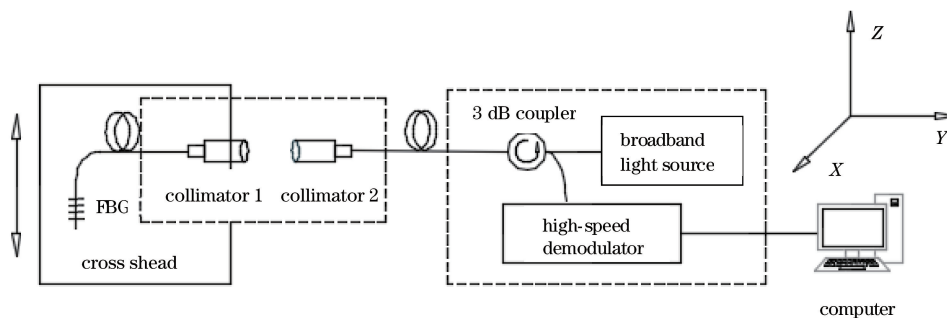 Z
3 dB coupler
broadband
light source
Y
X
collimator 1
collimator 2
FBG
high-speed
demodulator
cross shead
computer